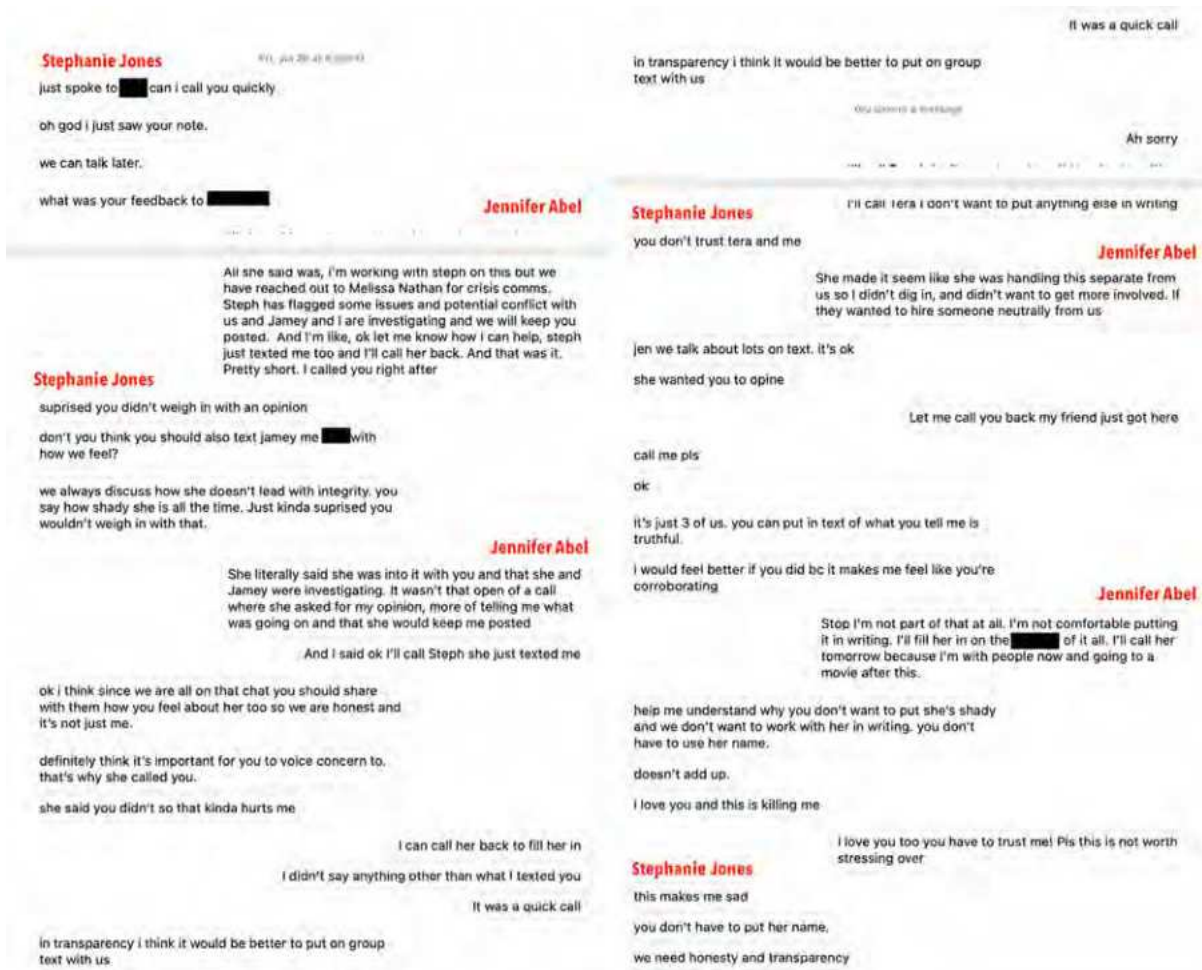 Stephanie Jones
just spoke to can i call you quickly
oh god i just saw your note.
we can talk later.
what was your feedback to
Jennifer Abel
All she said was, i'm working with steph on this but we
have reached out to Melissa Nathan for crisis comms.
Steph has flagged some issues and potential conflict with
us and Jamey and I are investigating and we will keep you
posted. And I'm like, ok let me know how I can help, steph
just texted me too and I'll call her back. And that was it.
Pretty short. I called you right after
Stephanie Jones
suprised you didn't weigh in with an opinion
don't you think you should also text jamey me with
how we feel?
we always discuss how she doesn't lead with integrity. you
say how shady she is all the time. Just kinda suprised you
wouldn't weigh in with that.
Jennifer Abel
She literally said she was into it with you and that she and
Jamey were investigating. It wasn't that open of a call
where she asked for my opinion, more of telling me what
was going on and that she would keep me posted
And I said ok I'll call Steph she just texted me
ok i think since we are all on that chat you should share
with them how you feel about her too so we are honest and
it's not just me.
definitely think it's important for you to voice concern to.
that's why she called you.
she said you didn't so that kinda hurts me
I can call her back to fill her in
I didn't say anything other than what I texted you
It was a quick call
in transparency i think it would be better to put on group
text with us
It was a quick call
in transparency i think it would be better to put on group
text with us
Ah sorry
I'll call Tera I don't want to put anything else in writing
Stephanie Jones
you don't trust tera and me
Jennifer Abel
She made it seem like she was handling this separate from
us so I didn't dig in, and didn't want to get more involved. If
they wanted to hire someone neutrally from us
jen we talk about lots on text. it's ok
she wanted you to opine
Let me call you back my friend just got here
call me pls
ok
it's just 3 of us. you can put in text of what you tell me is
truthful.
i would feel better if you did bc it makes me feel like you're
corroborating
Jennifer Abel
Stop I'm not part of that at all. I'm not comfortable putting
it in writing. I'll fill her in on the of it all. I'll call her
tomorrow because I'm with people now and going to a
movie after this.
help me understand why you don't want to put she's shady
and we don't want to work with her in writing. you don't
have to use her name.
doesn't add up.
I love you and this is killing me
I love you too you have to trust me! Pls this is not worth
stressing over
Stephanie Jones
this makes me sad
you don't have to put her name.
we need honesty and transparency